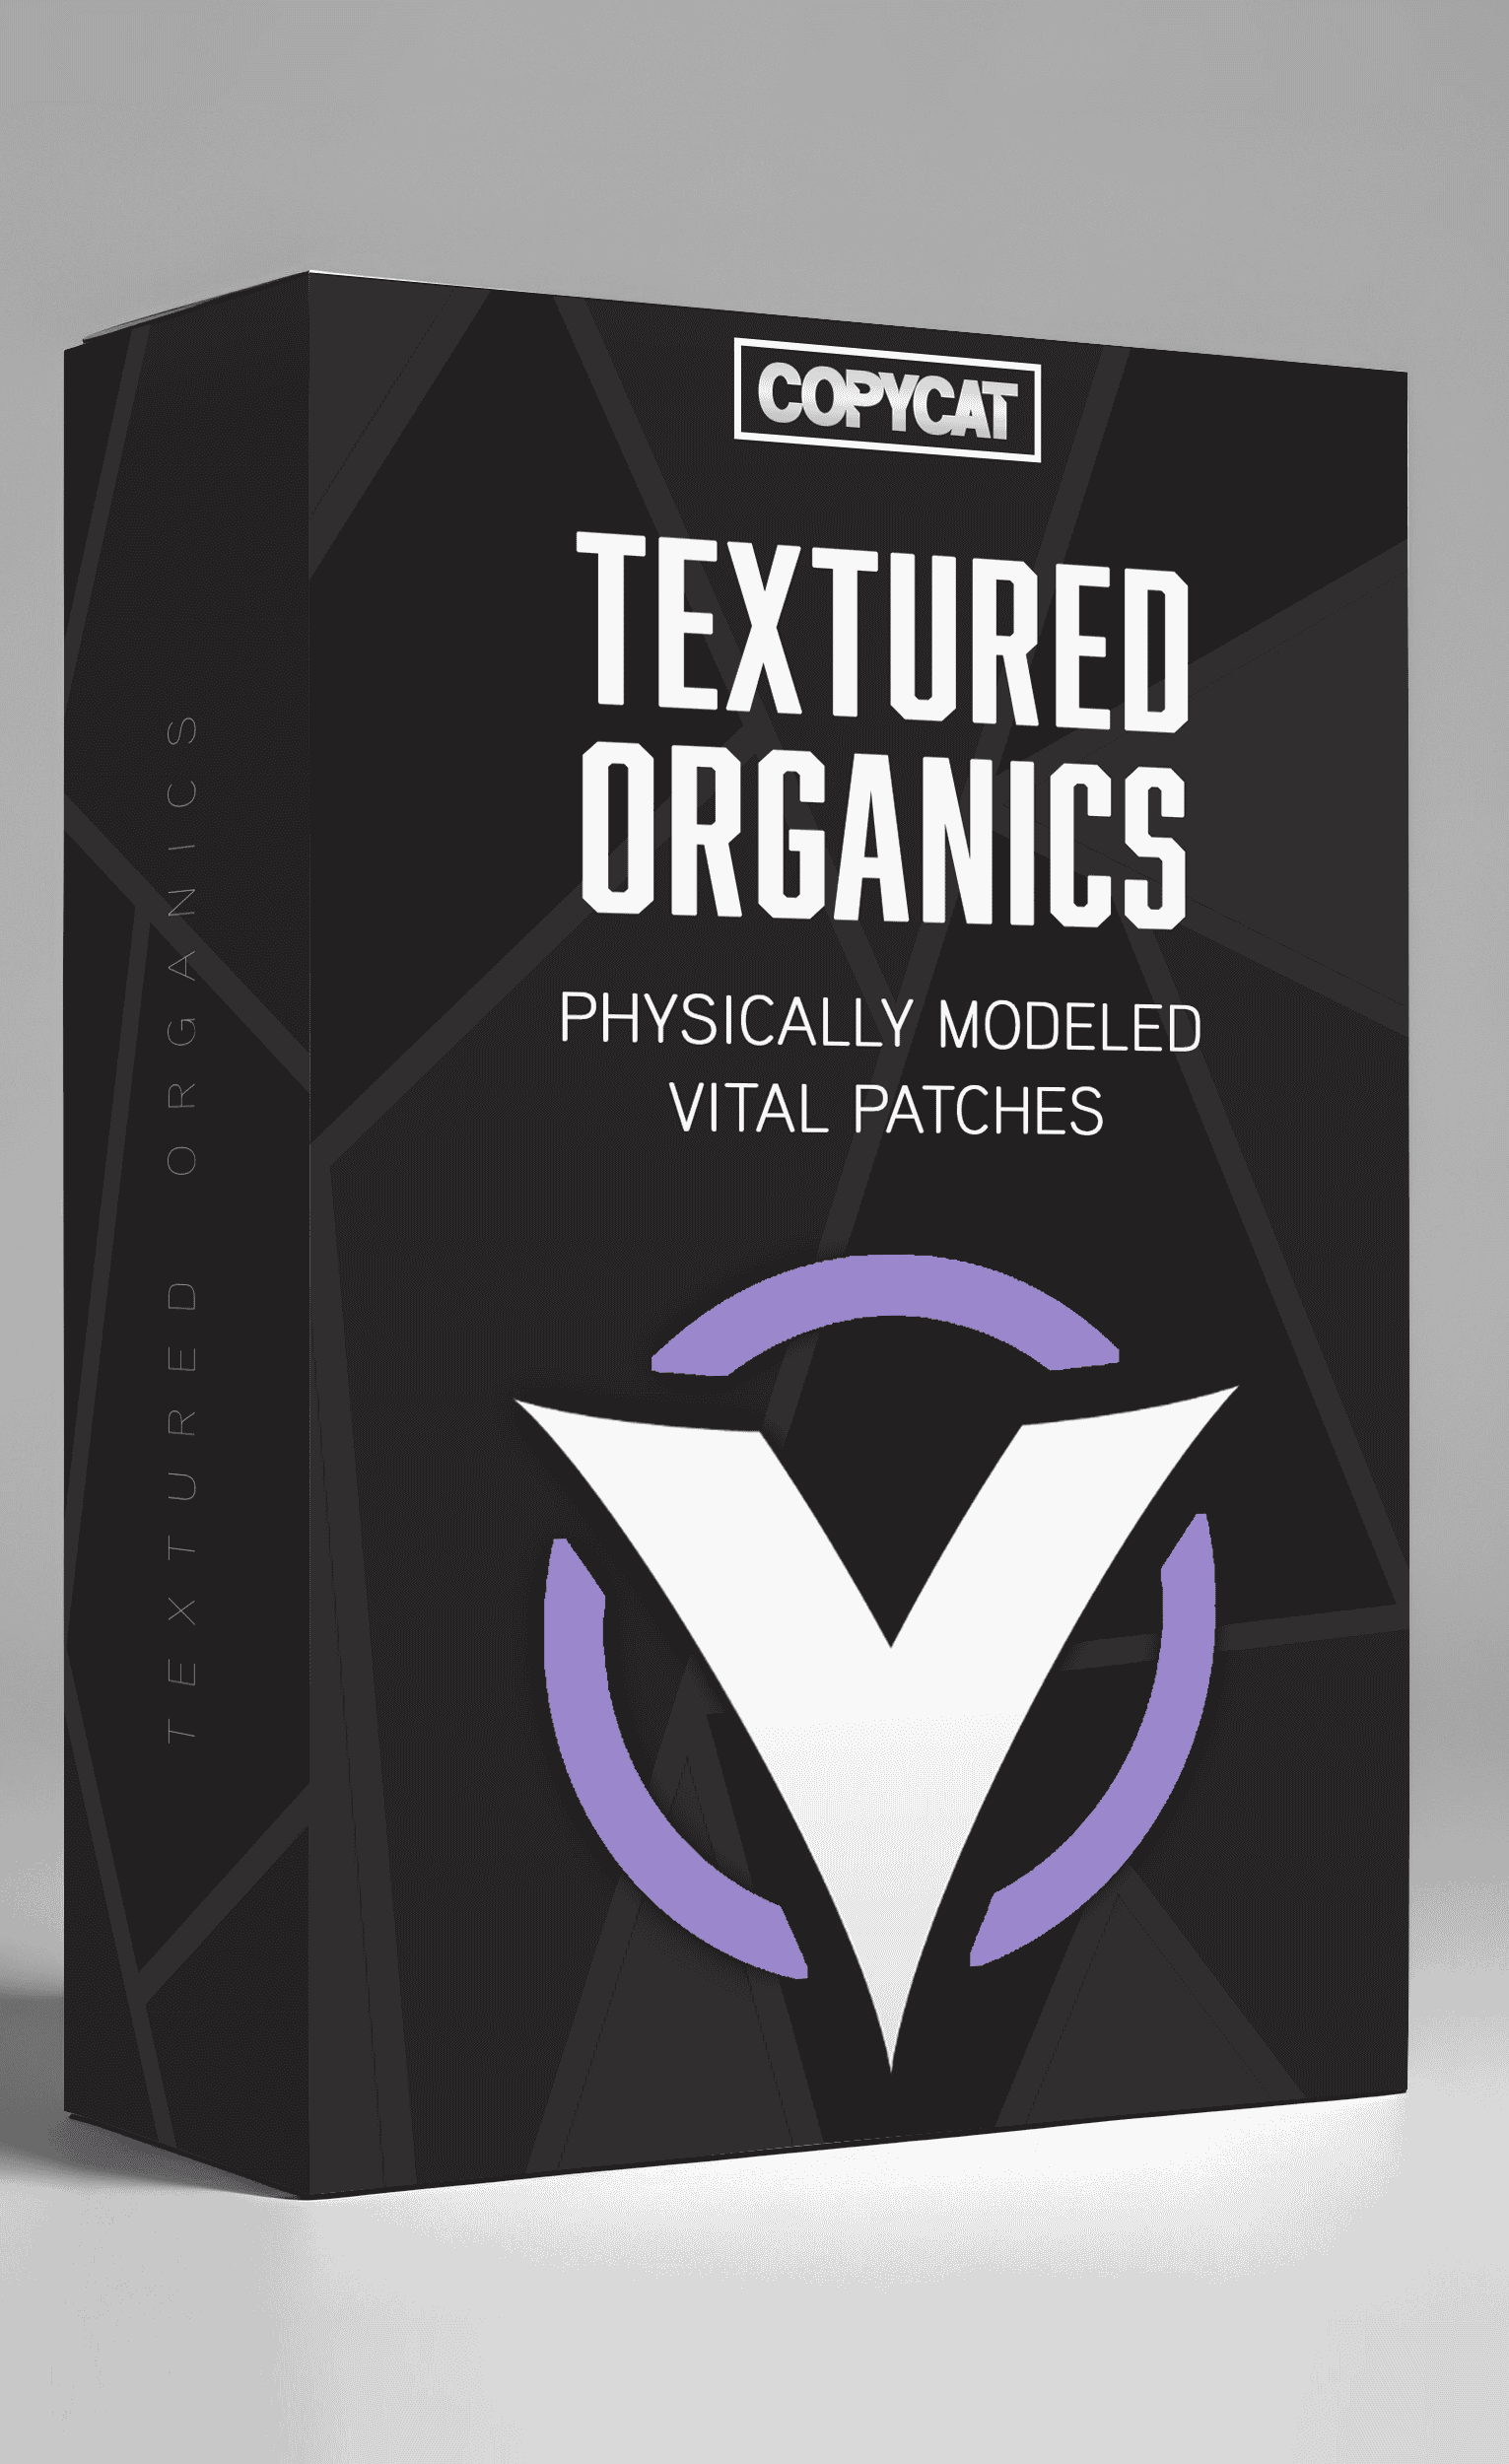 COPYCAT
TEXTURED
ORGANICS
PHYSICALLY MODELED
VITAL PATCHES
TEXTURED ORGANICS